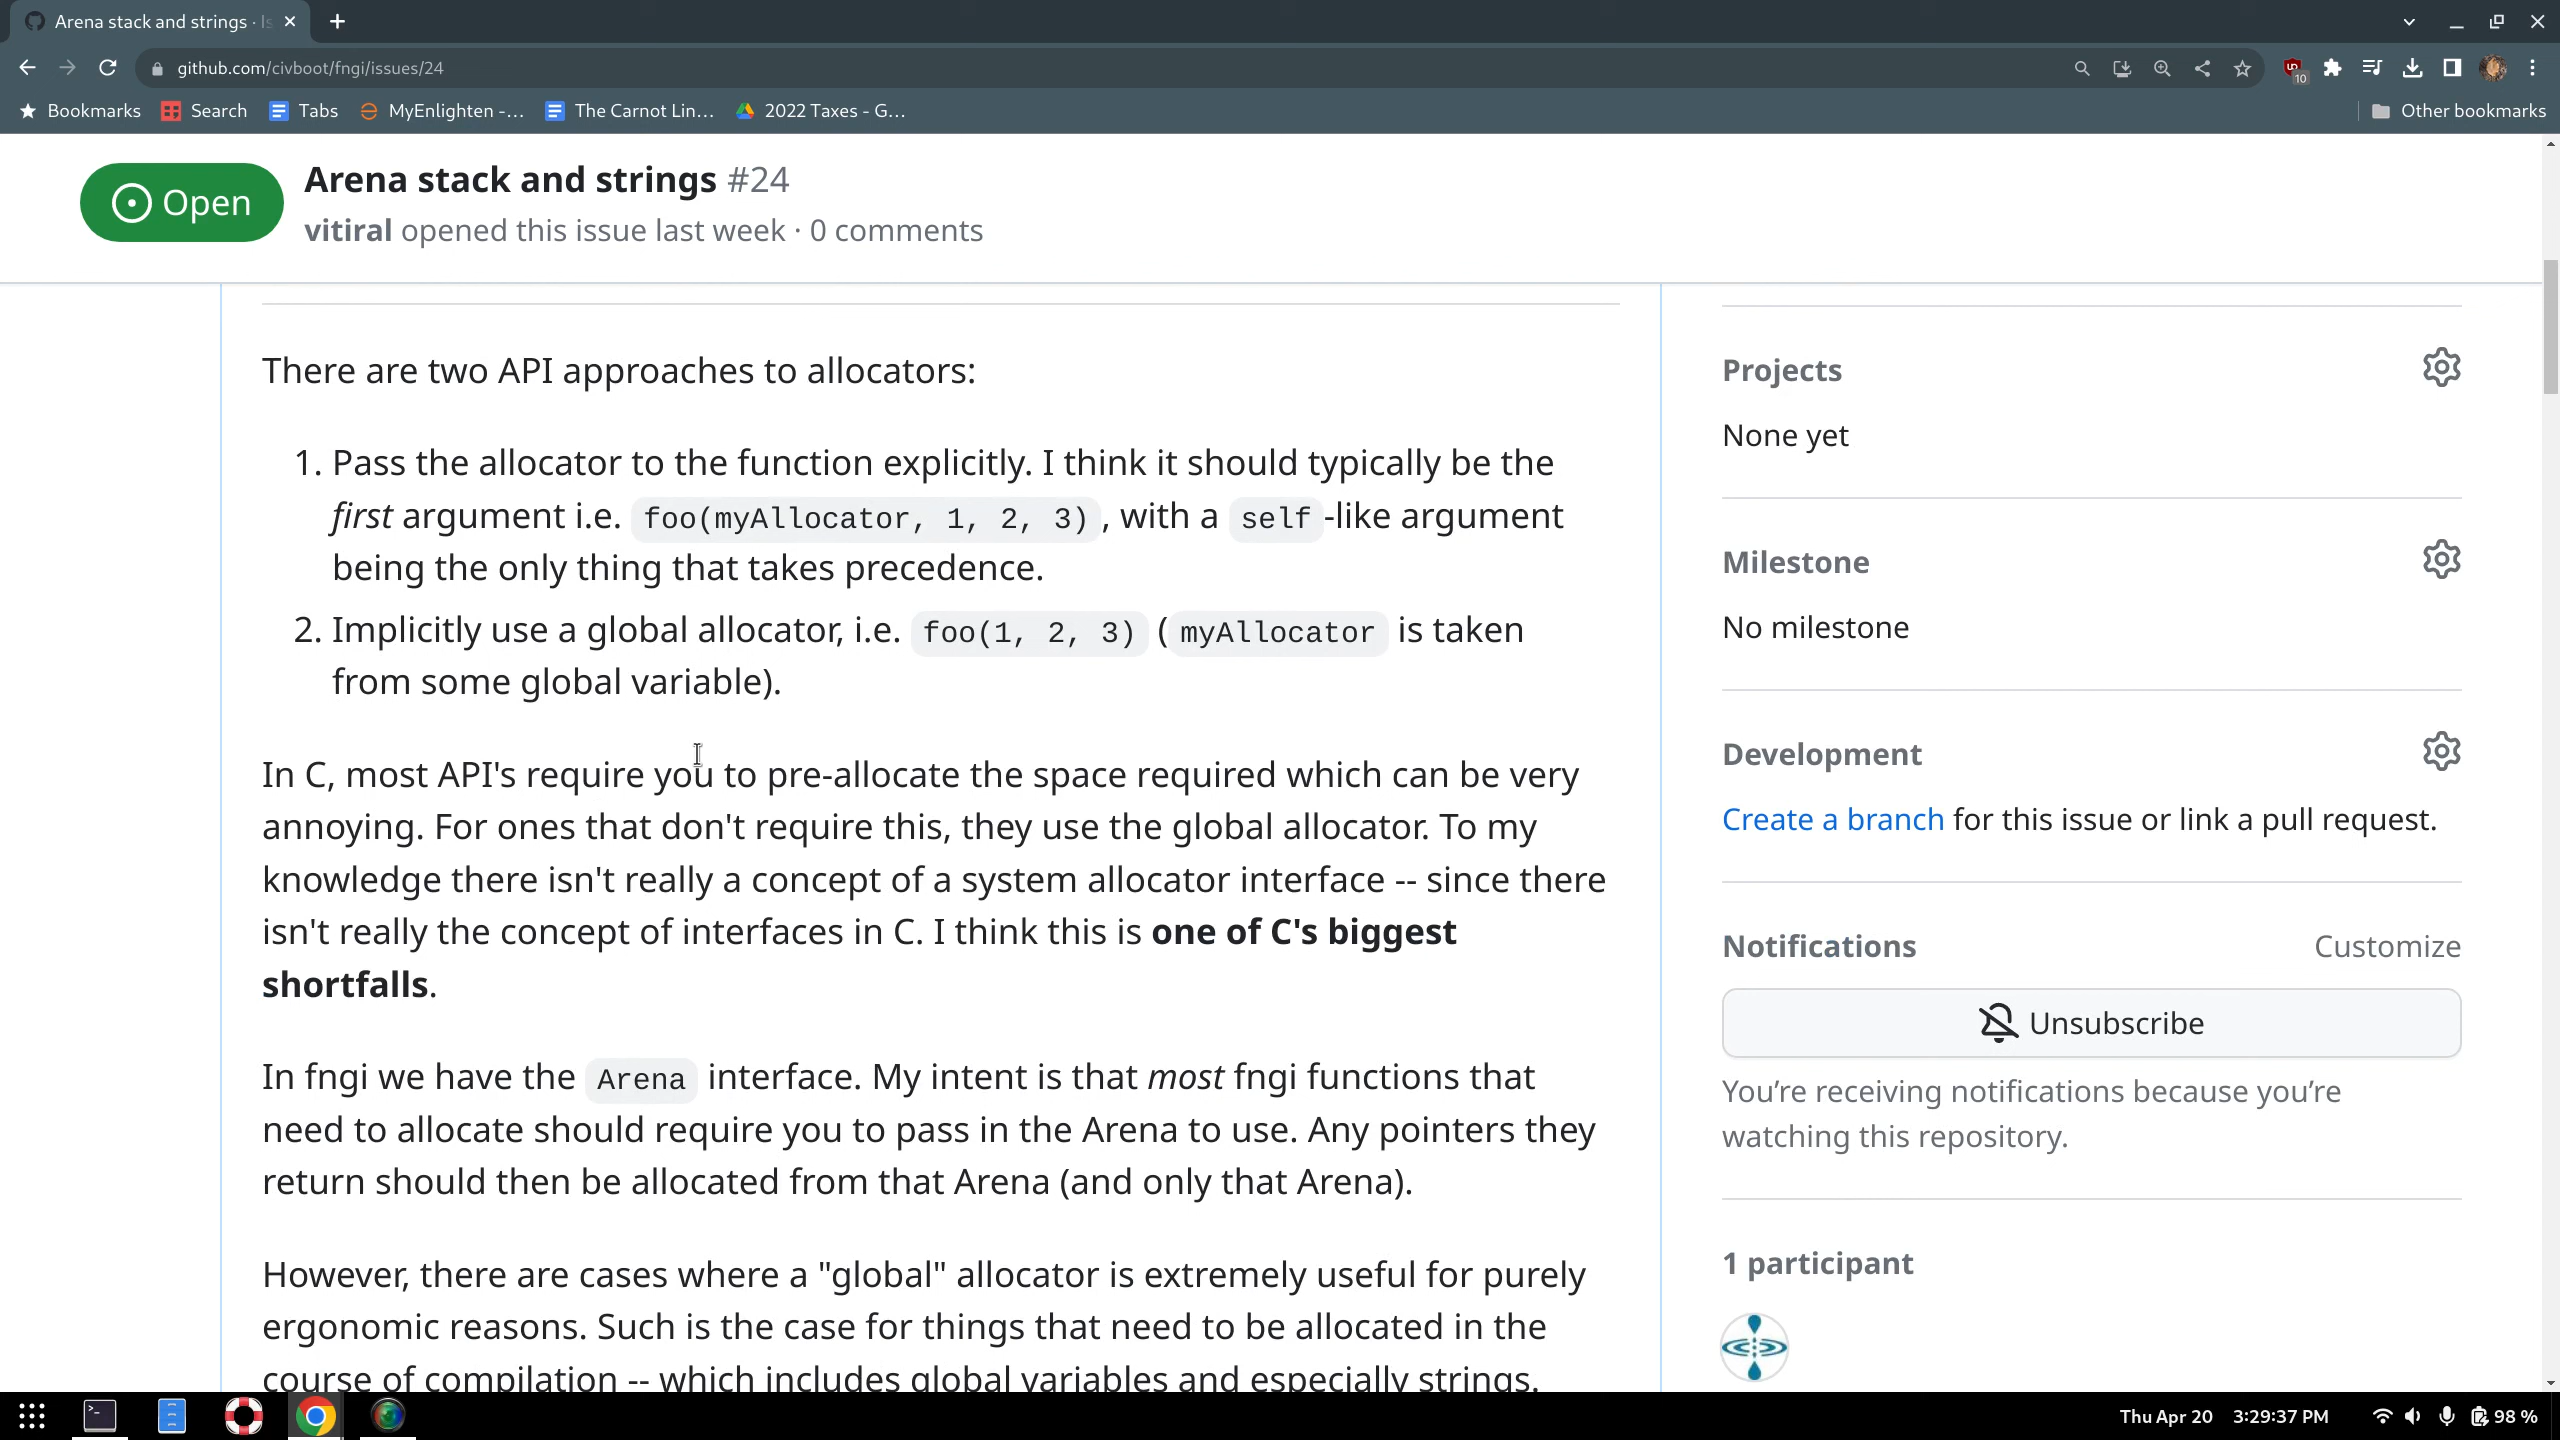 Arena stack and strings · Is
github.com/civboot/fngi/issues/24
10
Bookmarks
Search
Tabs
MyEnlighten -...
The Carnot Lin...
2022 Taxes - G...
Other bookmarks
Open
Arena stack and strings #24
vitiral opened this issue last week · 0 comments
There are two API approaches to allocators:
1. Pass the allocator to the function explicitly. I think it should typically be the
first argument i.e. foo(myAllocator, 1, 2, 3), with a self-like argument
being the only thing that takes precedence.
2. Implicitly use a global allocator, i.e. foo(1, 2, 3) (myAllocator is taken
from some global variable).
In C, most API's require you to pre-allocate the space required which can be very
annoying. For ones that don't require this, they use the global allocator. To my
knowledge there isn't really a concept of a system allocator interface -- since there
isn't really the concept of interfaces in C. I think this is one of C's biggest
shortfalls.
In fngi we have the Arena interface. My intent is that most fngi functions that
need to allocate should require you to pass in the Arena to use. Any pointers they
return should then be allocated from that Arena (and only that Arena).
However, there are cases where a "global" allocator is extremely useful for purely
ergonomic reasons. Such is the case for things that need to be allocated in the
course of compilation -- which includes global variables and especially strings.
Projects
None yet
Milestone
No milestone
Development
Create a branch for this issue or link a pull request.
Notifications
Customize
Unsubscribe
You’re receiving notifications because you’re
watching this repository.
1 participant
Thu Apr 20 3:29:37 PM
98 %